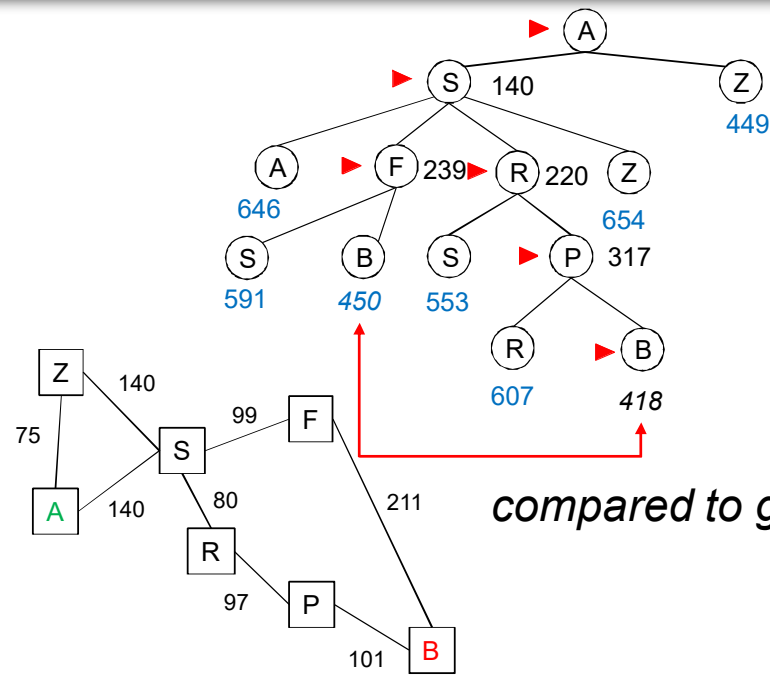 A
S 140 Z
449
A F 239 R 220 Z
646 654
S B S P 317
591 450 553
R B
607 418
Z 140
99 F
75 S
A 140 80 211
compared to g
R
97 P
101 B